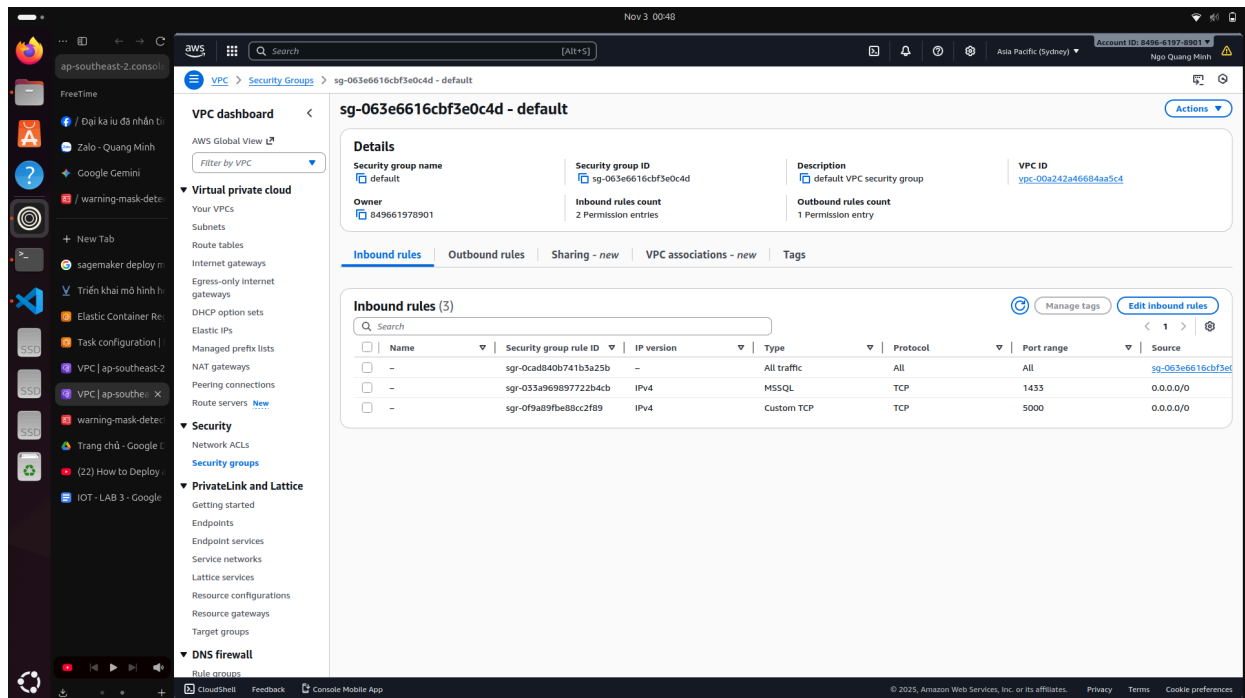 Nov 3 00:48
ap-southeast-2.consol
FreeTime
/ Đại ka iu đã nhắn ti
Zalo - Quang Minh
Google Gemini
/ warning-mask-dete
+ New Tab
sagemaker deploy m
Triển khai mô hình h
Elastic Container Re
Task configuration |
VPC | ap-southeast-2
VPC | ap-southea
warning-mask-detec
Trang chủ - Google D
(22) How to Deploy
IOT - LAB 3 - Google
SSD
SSD
SSD
aws
Search
[Alt+S]
Asia Pacific (Sydney)
Account ID: 8496-6197-8901
Ngo Quang Minh
VPC > Security Groups > sg-063e6616cbf3e0c4d - default
VPC dashboard
AWS Global View
Filter by VPC
Virtual private cloud
Your VPCs
Subnets
Route tables
Internet gateways
Egress-only internet
gateways
DHCP option sets
Elastic IPs
Managed prefix lists
NAT gateways
Peering connections
Route servers New
Security
Network ACLs
Security groups
PrivateLink and Lattice
Getting started
Endpoints
Endpoint services
Service networks
Lattice services
Resource configurations
Resource gateways
Target groups
DNS firewall
Rule groups
sg-063e6616cbf3e0c4d - default
Actions
Details
Security group name
default
Security group ID
sg-063e6616cbf3e0c4d
Description
default VPC security group
VPC ID
vpc-00a242a46684aa5c4
Owner
849661978901
Inbound rules count
2 Permission entries
Outbound rules count
1 Permission entry
Inbound rules Outbound rules Sharing - new VPC associations - new Tags
Inbound rules (3)
Manage tags
Edit inbound rules
Search
1
Name Security group rule ID IP version Type Protocol Port range Source
– sgr-0cad840b741b3a25b – All traffic All All sg-063e6616cbf3e0
– sgr-033a969897722b4cb IPv4 MSSQL TCP 1433 0.0.0.0/0
– sgr-0f9a89fbe88cc2f89 IPv4 Custom TCP TCP 5000 0.0.0.0/0
CloudShell Feedback Console Mobile App
© 2025, Amazon Web Services, Inc. or its affiliates. Privacy Terms Cookie preferences